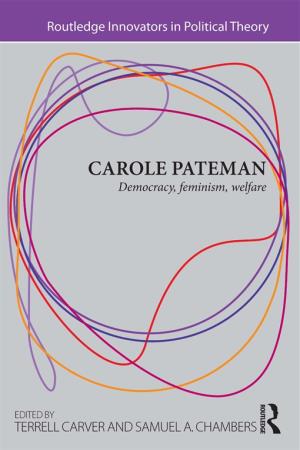 Routledge Innovators in Political Theory
CAROLE PATEMAN
Democracy, feminism, welfare
EDITED BY
TERRELL CARVER AND SAMUEL A. CHAMBERS
ROUTLEDGE